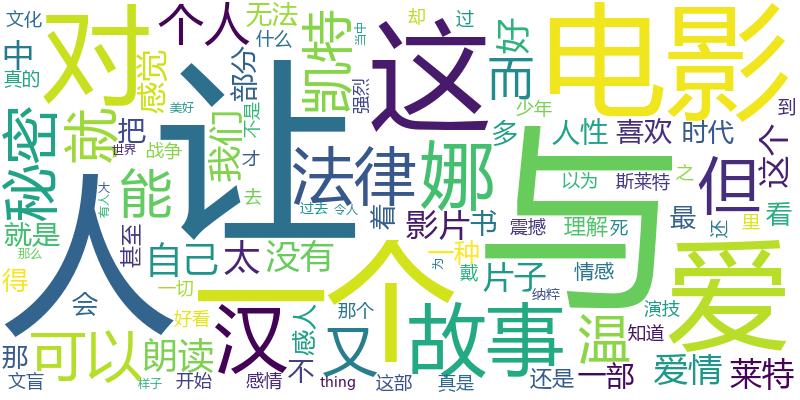 文化
对
个人
无法
什么
却
过
当中
电影
中
真的
感觉
部分
凯特
强烈
这
而
好
少年
秘密
就
把
美好
我们
不是
让
与
多
人性
喜欢
时代
到
这个
世界
战争
才
法律
娜
但
人
能
去
以为
斯莱特
之
大
有人
过去
令人
着
影片
书
震撼
理解
死
最
还
里
看
就是
那么
甚至
自己
太
没有
一个
为
一种
戴
片子
情感
爱
得
会
一切
纳粹
演技
那
可以
好看
朗读
汉
感人
那个
又
故事
温
知道
不
爱情
莱特
文盲
样子
开始
感情
thing
这部
真是
还是
一部